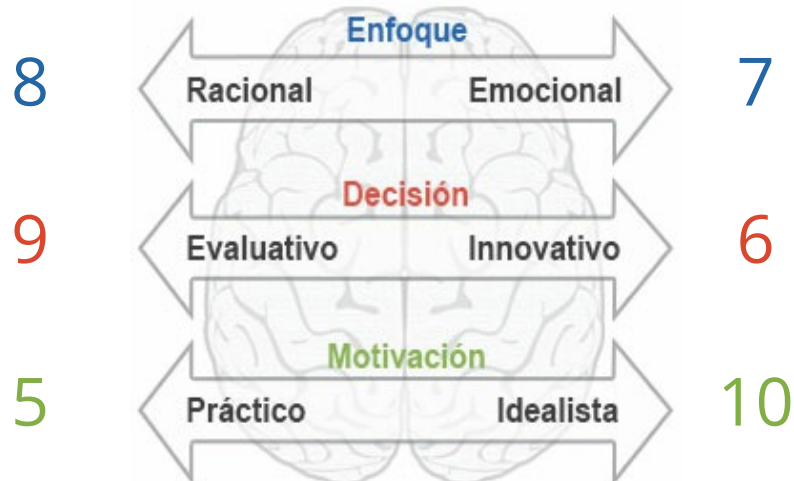 Enfoque
8 Racional Emocional 7
Decisión
9 Evaluativo Innovativo 6
Motivación
5 Práctico Idealista 10